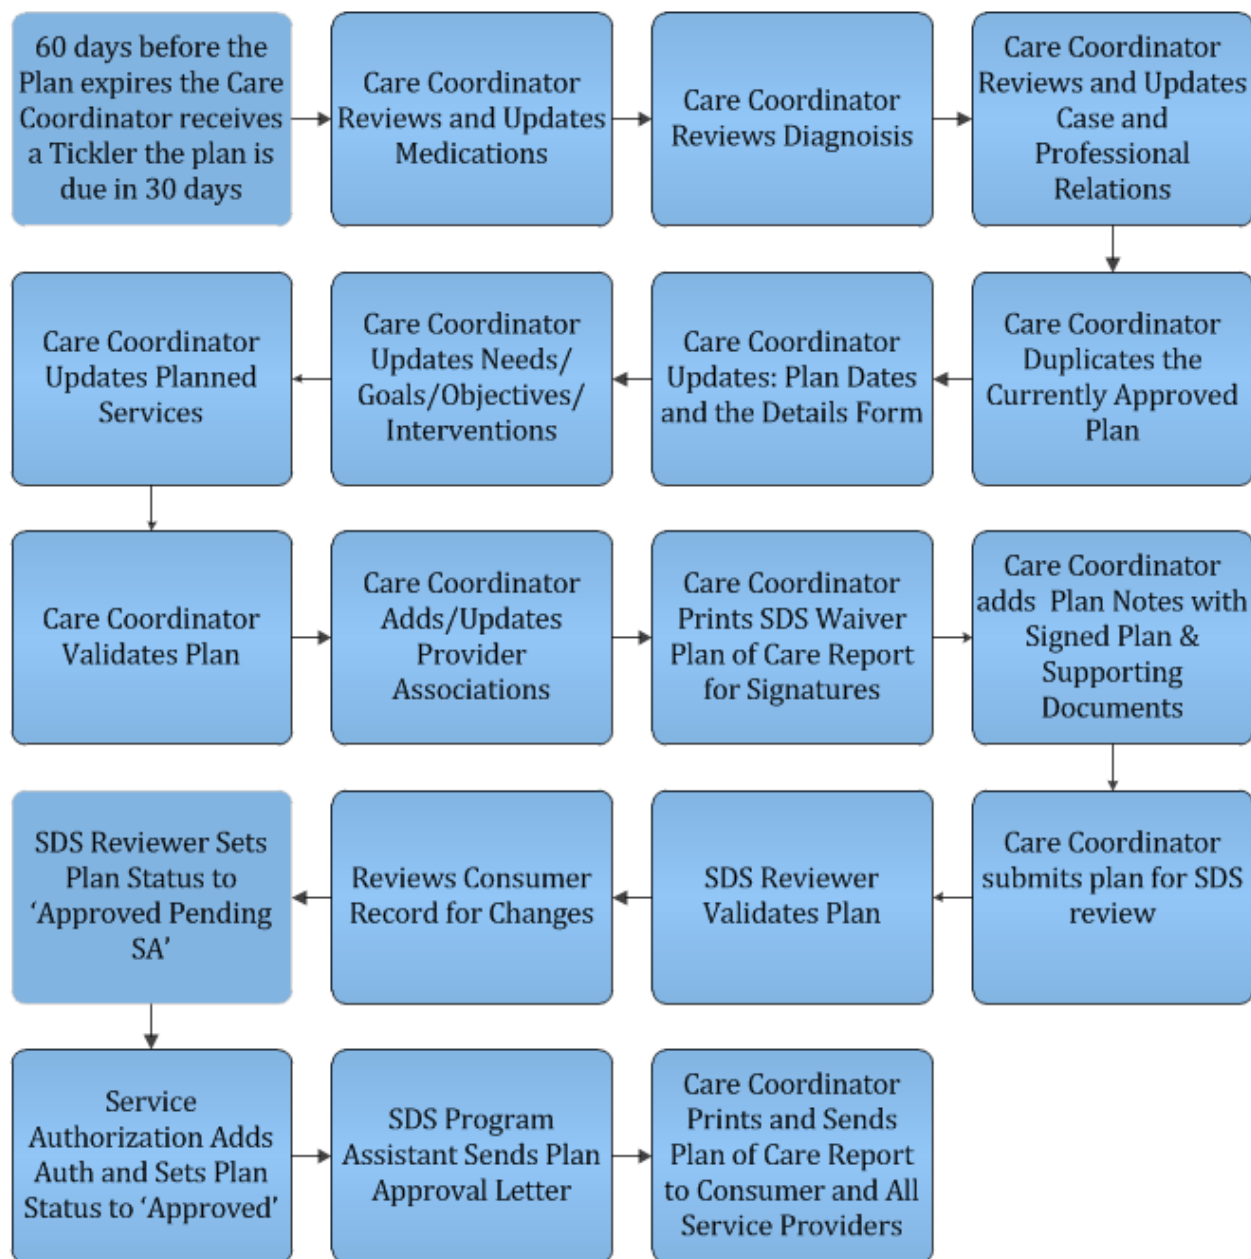 60 days before the
Plan expires the Care
Coordinator receives
a Tickler the plan is
due in 30 days
Care Coordinator
Reviews and Updates
Medications
Care Coordinator
Reviews Diagnoisis
Care Coordinator
Reviews and Updates
Case and
Professional
Relations
Care Coordinator
Duplicates the
Currently Approved
Plan
Care Coordinator
Updates: Plan Dates
and the Details Form
Care Coordinator
Updates Needs/
Goals/Objectives/
Interventions
Care Coordinator
Updates Planned
Services
Care Coordinator
Validates Plan
Care Coordinator
Adds/Updates
Provider
Associations
Care Coordinator
Prints SDS Waiver
Plan of Care Report
for Signatures
Care Coordinator
adds Plan Notes with
Signed Plan &
Supporting
Documents
Care Coordinator
submits plan for SDS
review
SDS Reviewer
Validates Plan
Reviews Consumer
Record for Changes
SDS Reviewer Sets
Plan Status to
‘Approved Pending
SA’
Service
Authorization Adds
Auth and Sets Plan
Status to ‘Approved’
SDS Program
Assistant Sends Plan
Approval Letter
Care Coordinator
Prints and Sends
Plan of Care Report
to Consumer and All
Service Providers